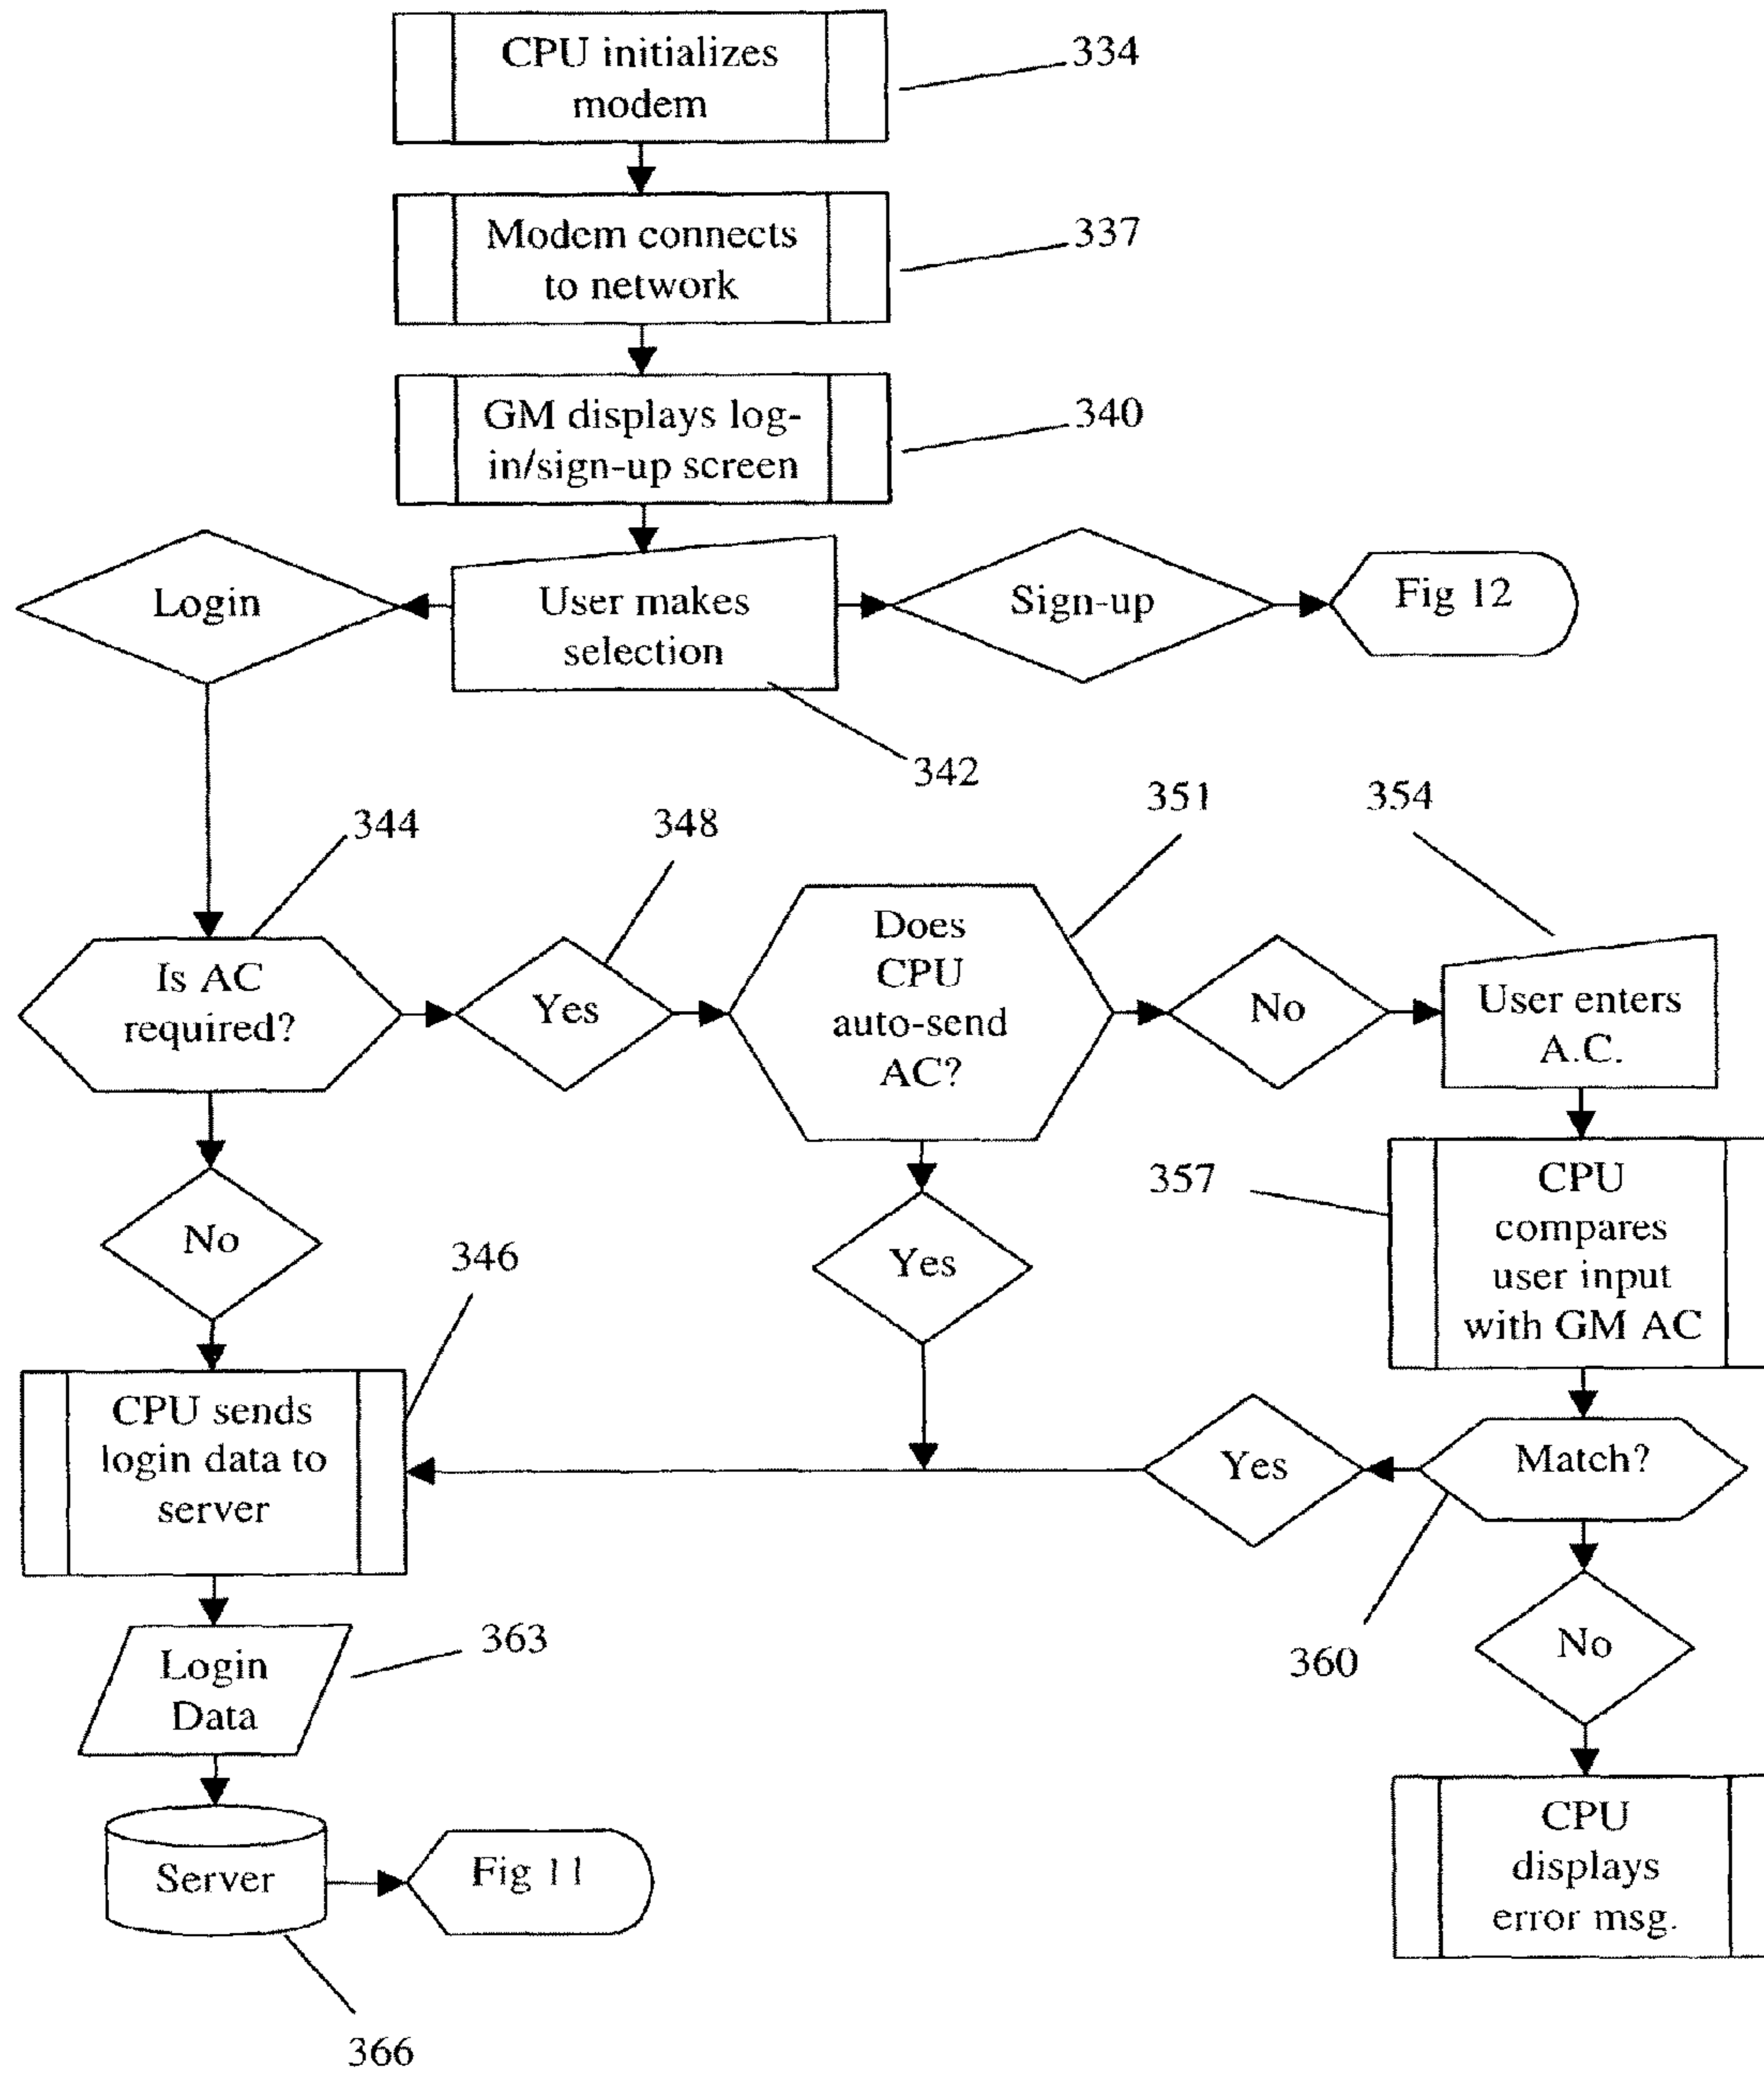 CPU initializes
modem
334
Modem connects
to network
337
GM displays log-
in/sign-up screen
340
Login
User makes
selection
Sign-up
Fig 12
342
344
348
351
354
Is AC
required?
Yes
Does
CPU
auto-send
AC?
No
User enters
A.C.
357
CPU
compares
user input
with GM AC
No
346
Yes
CPU sends
login data to
server
Yes
Match?
360
Login
Data
363
No
Server
Fig 11
CPU
displays
error msg.
366